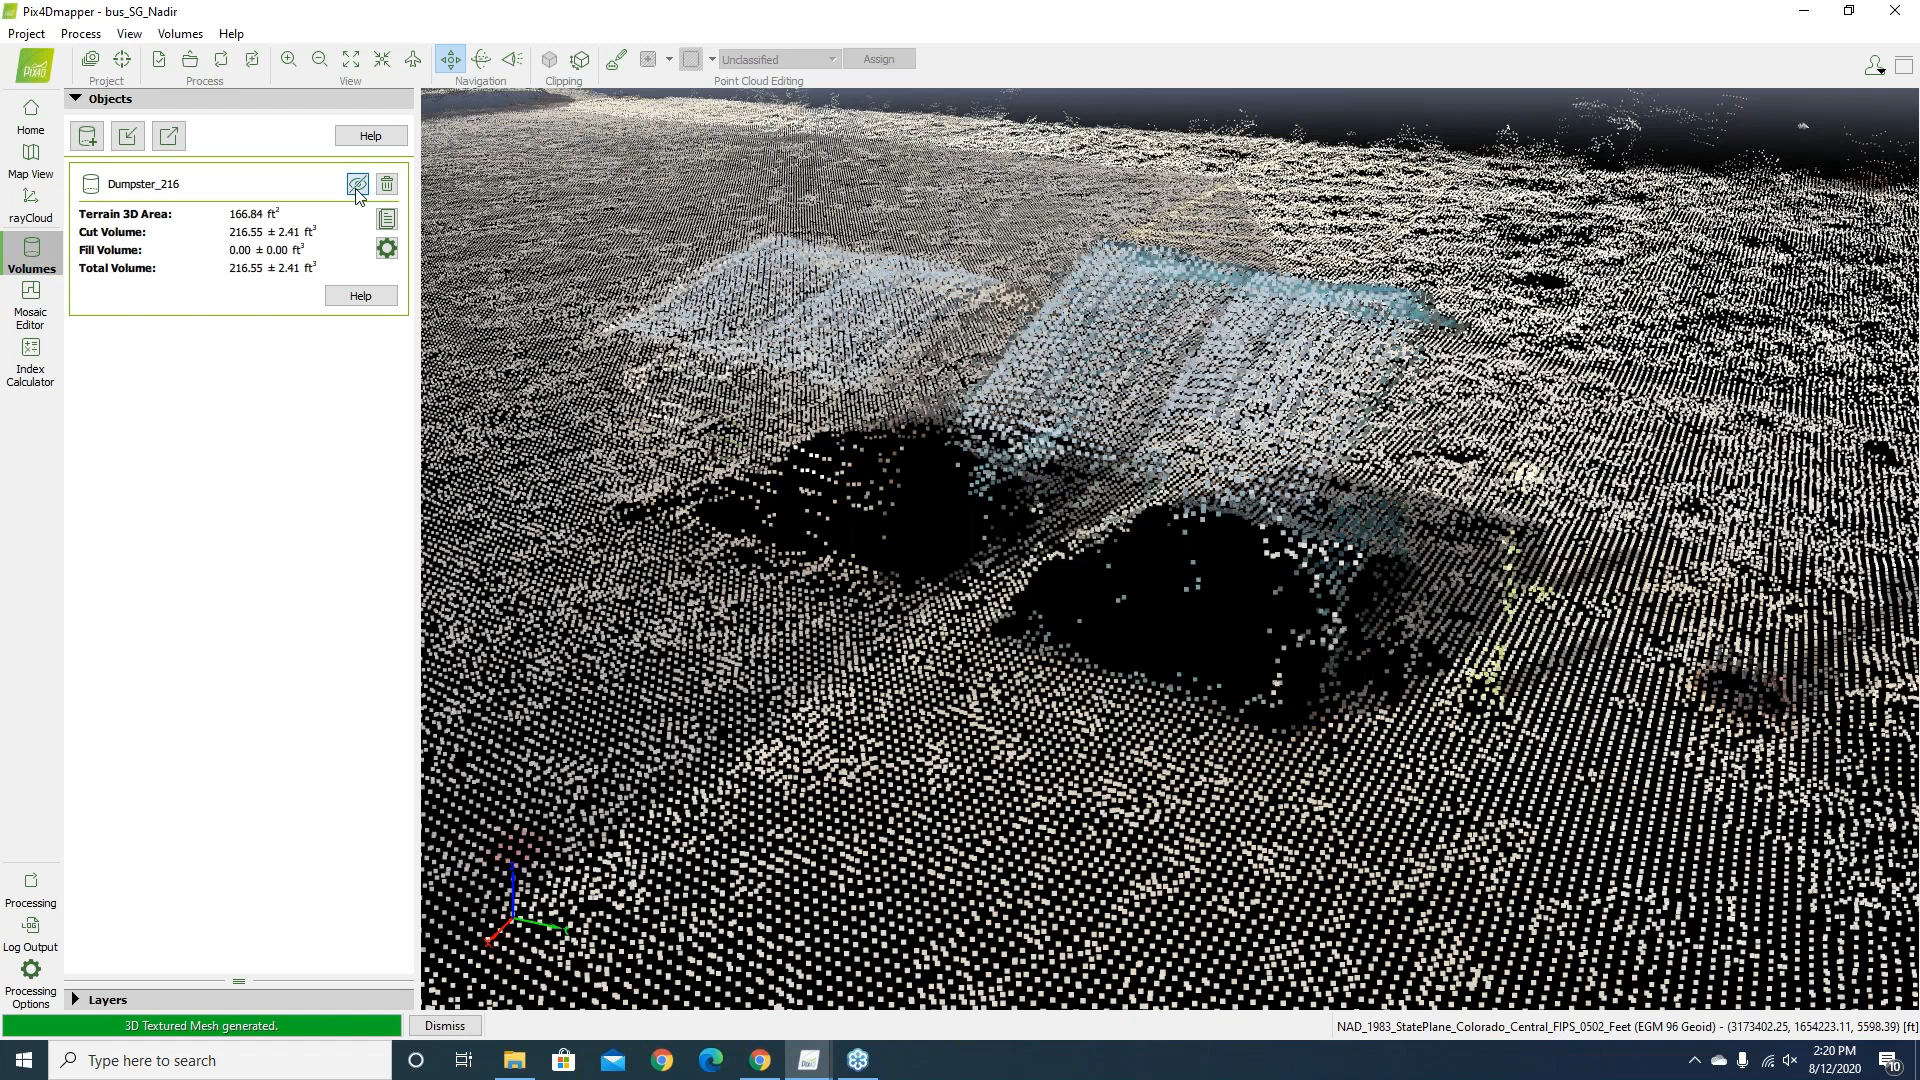 Pix4Dmapper - bus_SG_Nadir
Project Process View Volumes Help
PIX4D
Project Process View Navigation Clipping Point Cloud Editing
Unclassified Assign
Objects
Help
Home
Map View
rayCloud
Volumes
Mosaic
Editor
Index
Calculator
Dumpster_216
Terrain 3D Area: 166.84 ft²
Cut Volume: 216.55 ± 2.41 ft³
Fill Volume: 0.00 ± 0.00 ft³
Total Volume: 216.55 ± 2.41 ft³
Help
Processing
LOG
Log Output
Processing
Options
Layers
3D Textured Mesh generated.
Dismiss
NAD_1983_StatePlane_Colorado_Central_FIPS_0502_Feet (EGM 96 Geoid) - (3173402.25, 1654223.11, 5598.39) [ft]
Type here to search
2:20 PM
8/12/2020
10